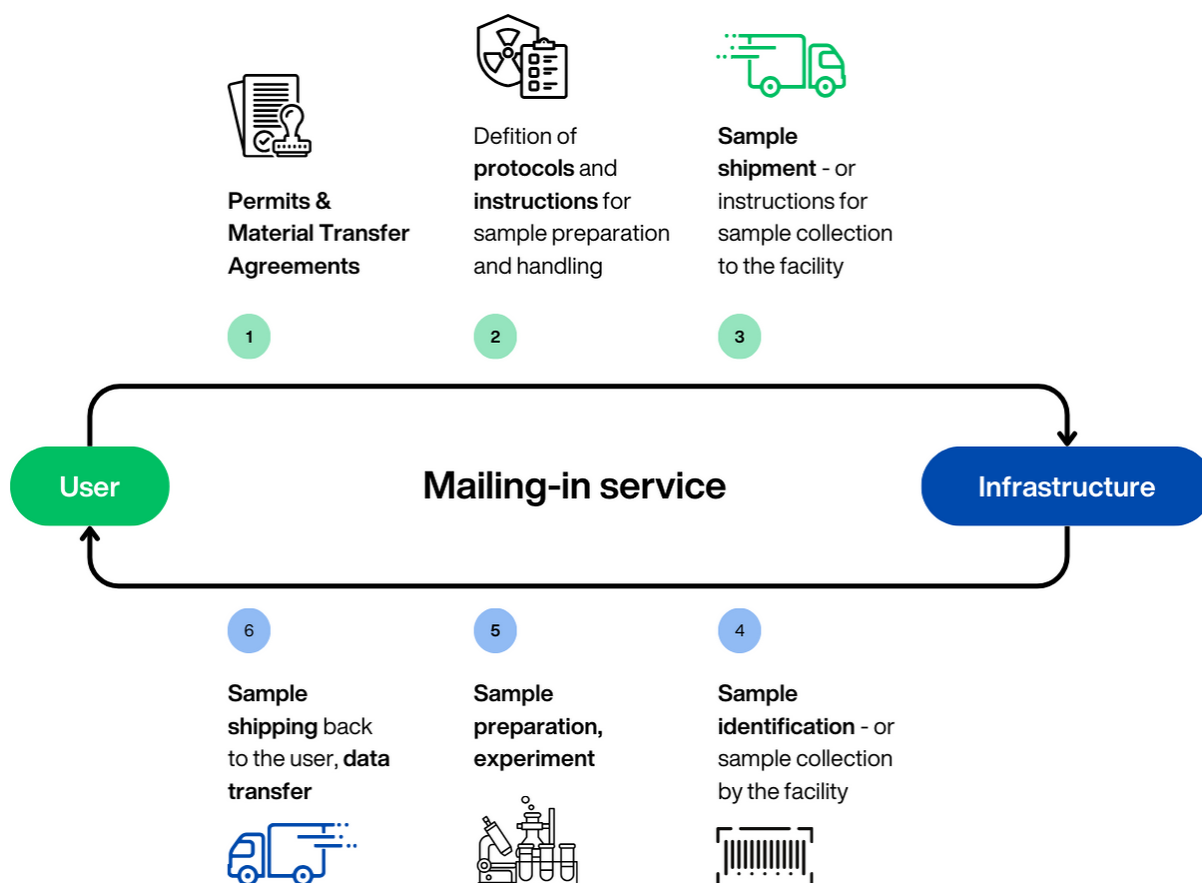 Permits &
Material Transfer
Agreements
Defition of
protocols and
instructions for
sample preparation
and handling
Sample
shipment - or
instructions for
sample collection
to the facility
1
2
3
User
Mailing-in service
Infrastructure
6
5
4
Sample
shipping back
to the user, data
transfer
Sample
preparation,
experiment
Sample
identification - or
sample collection
by the facility